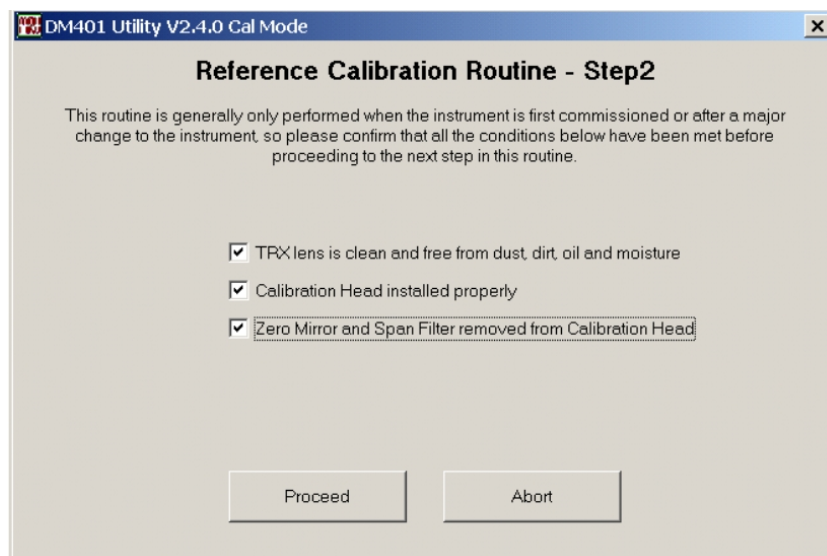 DM401 Utility V2.4.0 Cal Mode
Reference Calibration Routine - Step2
This routine is generally only performed when the instrument is first commissioned or after a major
change to the instrument, so please confirm that all the conditions below have been met before
proceeding to the next step in this routine.
TRX lens is clean and free from dust, dirt, oil and moisture
Calibration Head installed properly
Zero Mirror and Span Filter removed from Calibration Head
Proceed
Abort